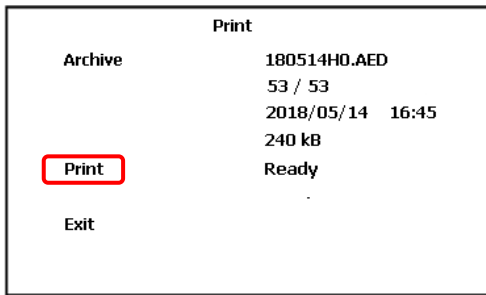 Print
Archive 180514H0.AED
53 / 53
2018/05/14 16:45
240 kB
Print Ready
Exit